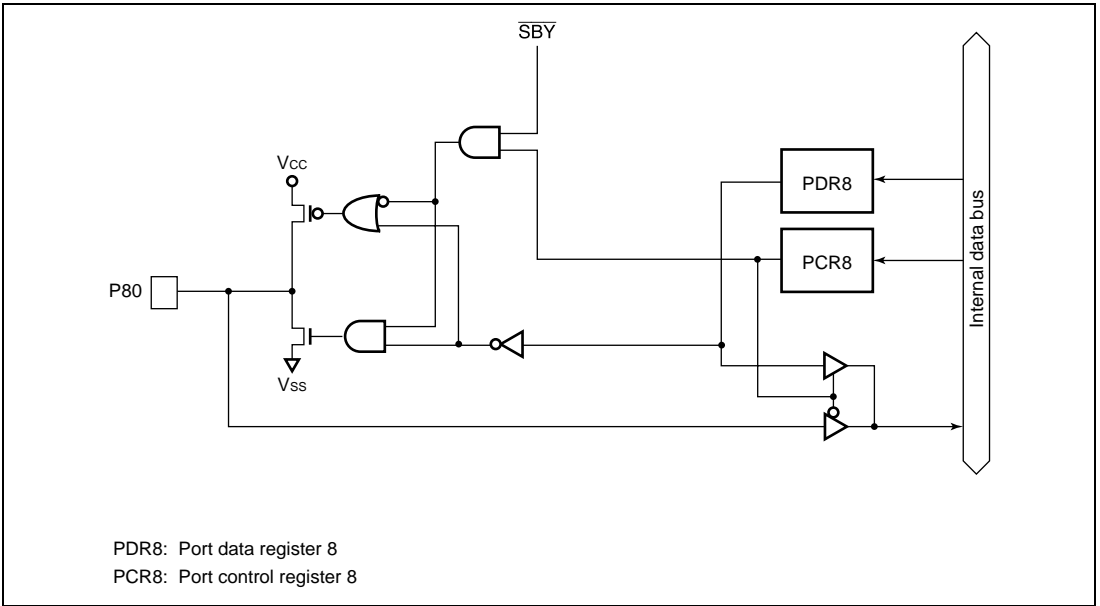 SBY
VCC
PDR8
PCR8
P80
VSS
Internal data bus
PDR8: Port data register 8
PCR8: Port control register 8